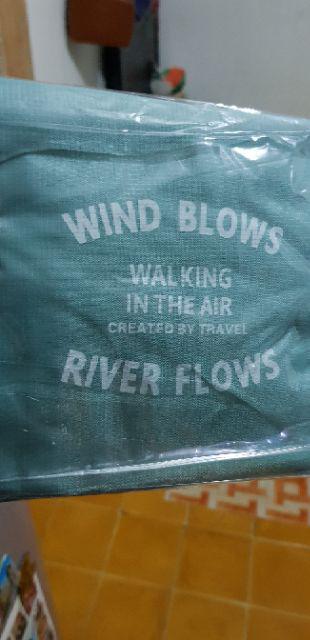 WIND BLOWS
WALKING
IN THE AIR
CREATED BY TRAVEL
RIVER FLOWS